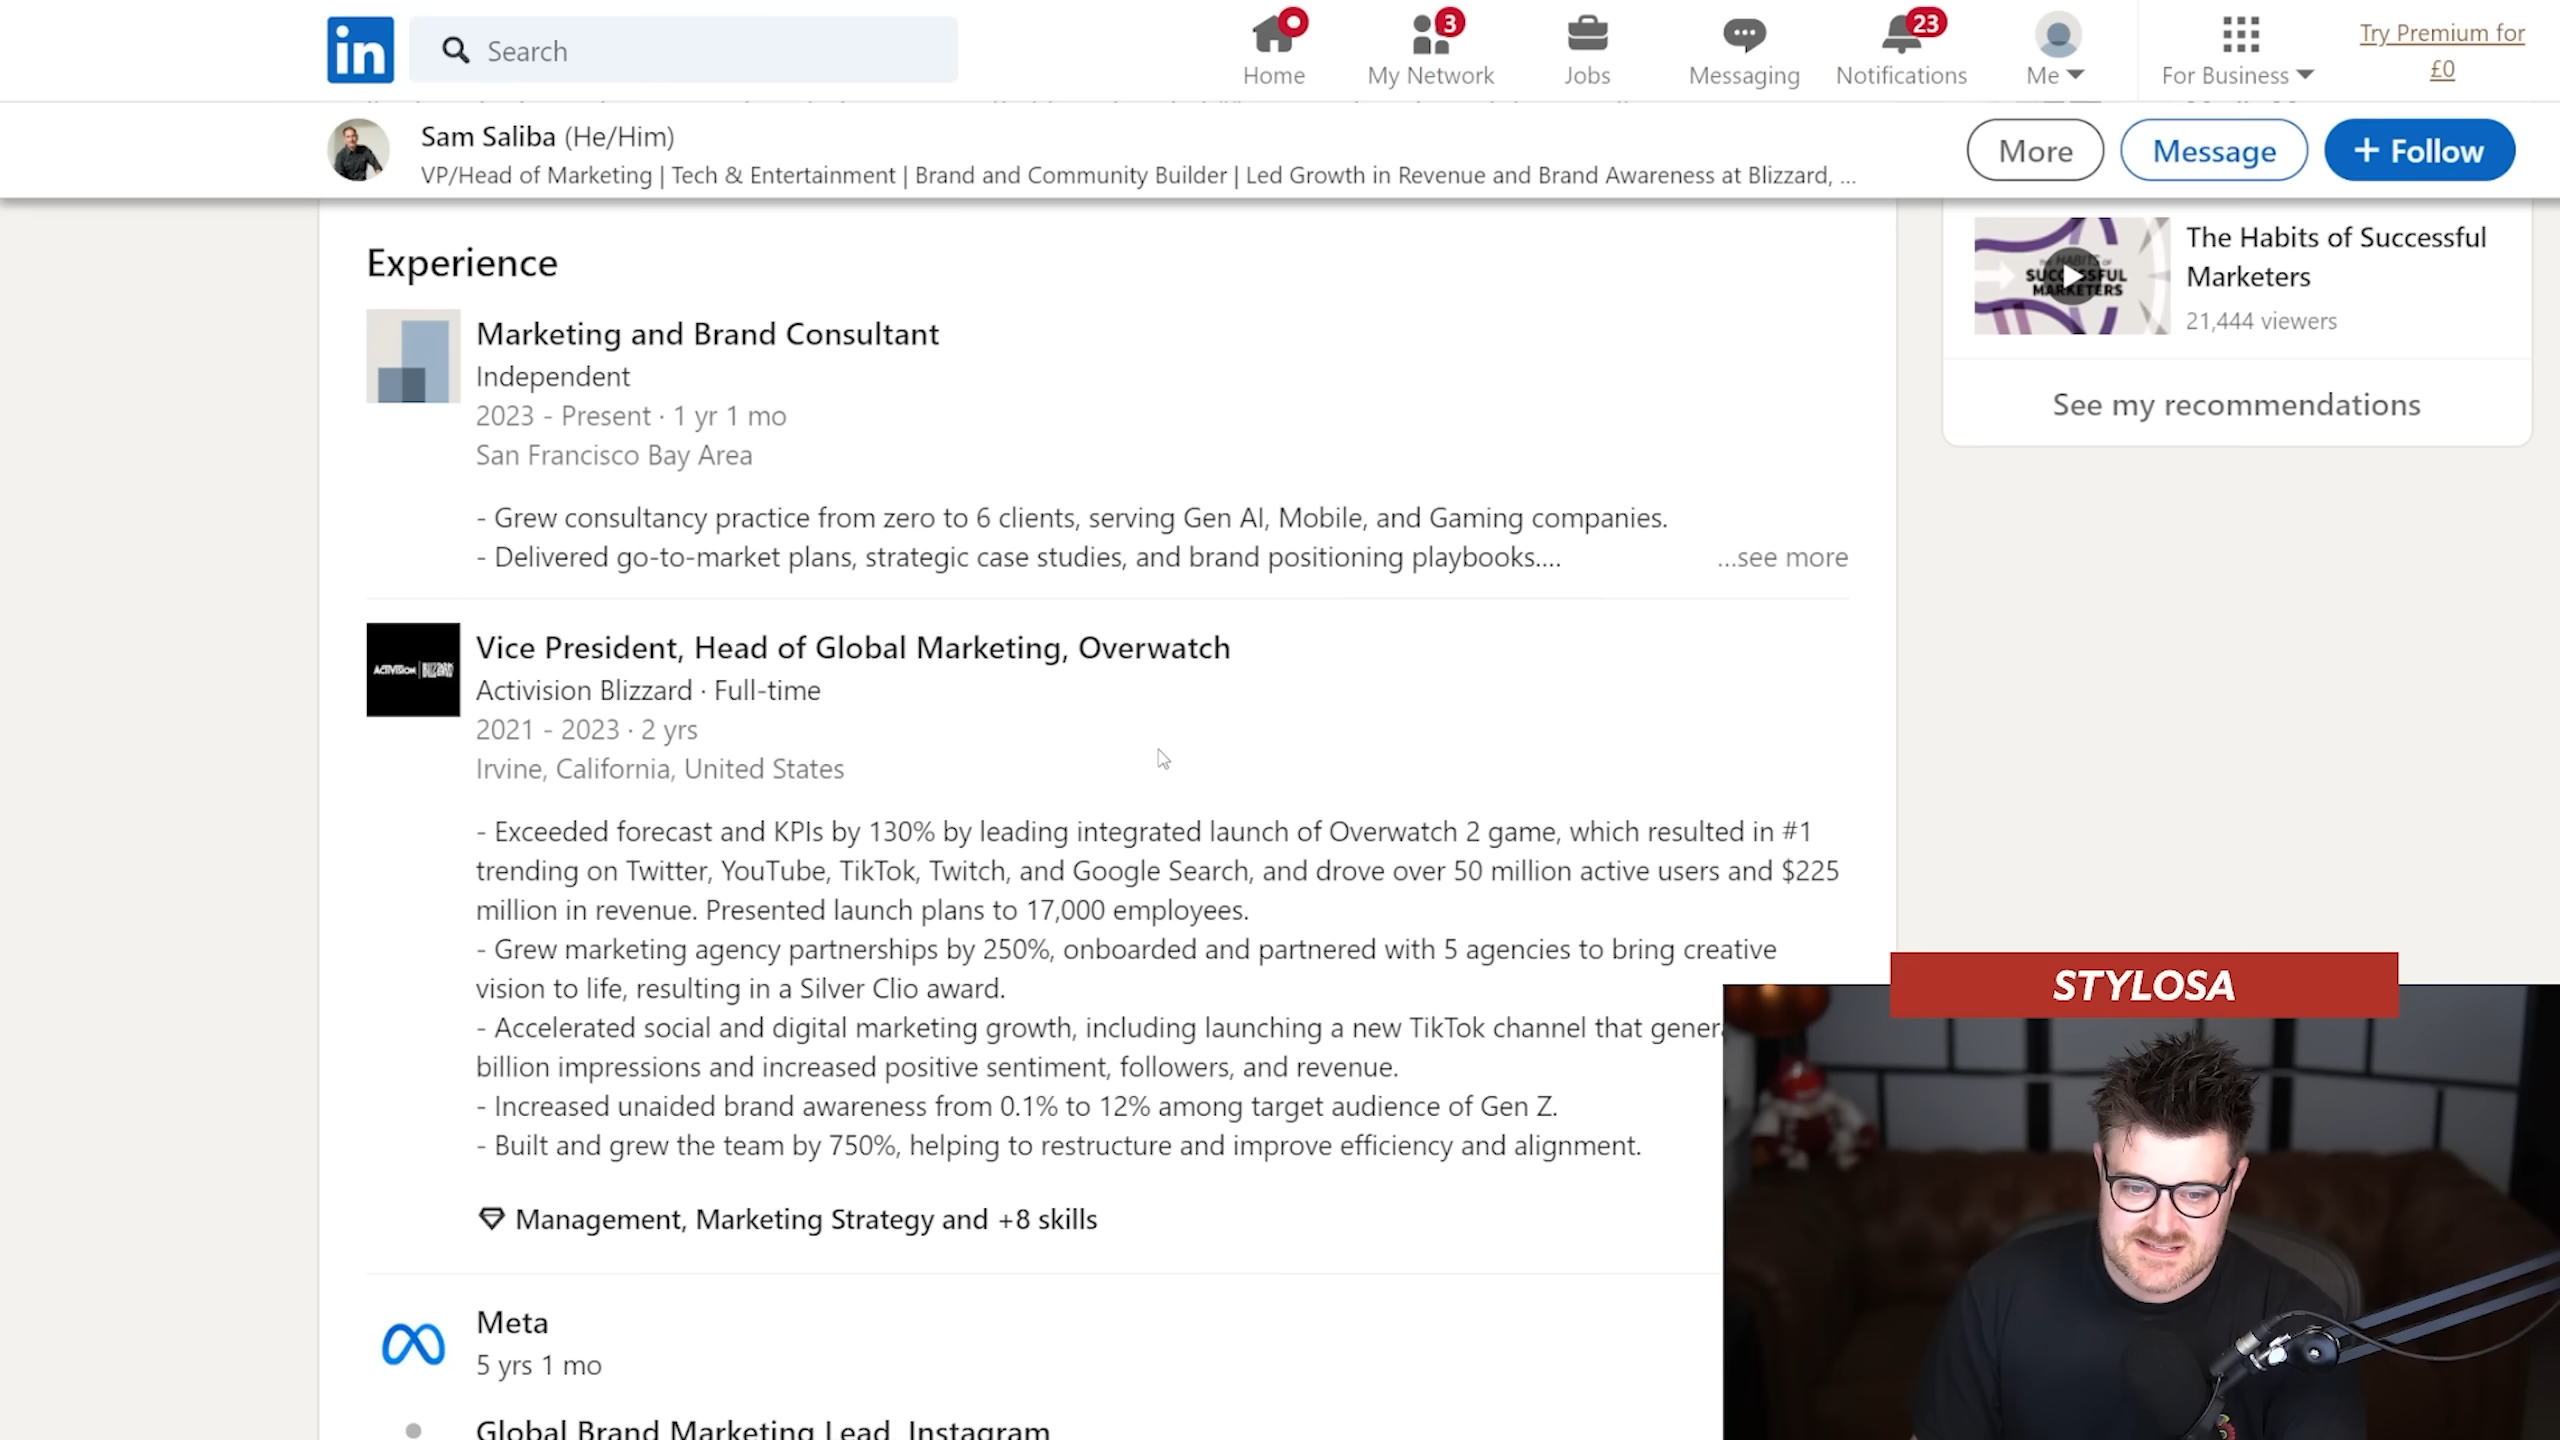 in
Search
3
23
Home
My Network
Jobs
Messaging
Notifications
Me
For Business
Try Premium for
£0
Sam Saliba (He/Him)
VP/Head of Marketing | Tech & Entertainment | Brand and Community Builder | Led Growth in Revenue and Brand Awareness at Blizzard, ...
More
Message
+ Follow
Experience
Marketing and Brand Consultant
Independent
2023 - Present · 1 yr 1 mo
San Francisco Bay Area
- Grew consultancy practice from zero to 6 clients, serving Gen AI, Mobile, and Gaming companies.
- Delivered go-to-market plans, strategic case studies, and brand positioning playbooks....
...see more
ACTIVISION | BLIZZARD
Vice President, Head of Global Marketing, Overwatch
Activision Blizzard · Full-time
2021 - 2023 · 2 yrs
Irvine, California, United States
- Exceeded forecast and KPIs by 130% by leading integrated launch of Overwatch 2 game, which resulted in #1
trending on Twitter, YouTube, TikTok, Twitch, and Google Search, and drove over 50 million active users and $225
million in revenue. Presented launch plans to 17,000 employees.
- Grew marketing agency partnerships by 250%, onboarded and partnered with 5 agencies to bring creative
vision to life, resulting in a Silver Clio award.
- Accelerated social and digital marketing growth, including launching a new TikTok channel that gener
billion impressions and increased positive sentiment, followers, and revenue.
- Increased unaided brand awareness from 0.1% to 12% among target audience of Gen Z.
- Built and grew the team by 750%, helping to restructure and improve efficiency and alignment.
Management, Marketing Strategy and +8 skills
Meta
5 yrs 1 mo
Global Brand Marketing Lead, Instagram
THE HABITS OF
SUCCESSFUL
MARKETERS
The Habits of Successful
Marketers
21,444 viewers
See my recommendations
STYLOSA